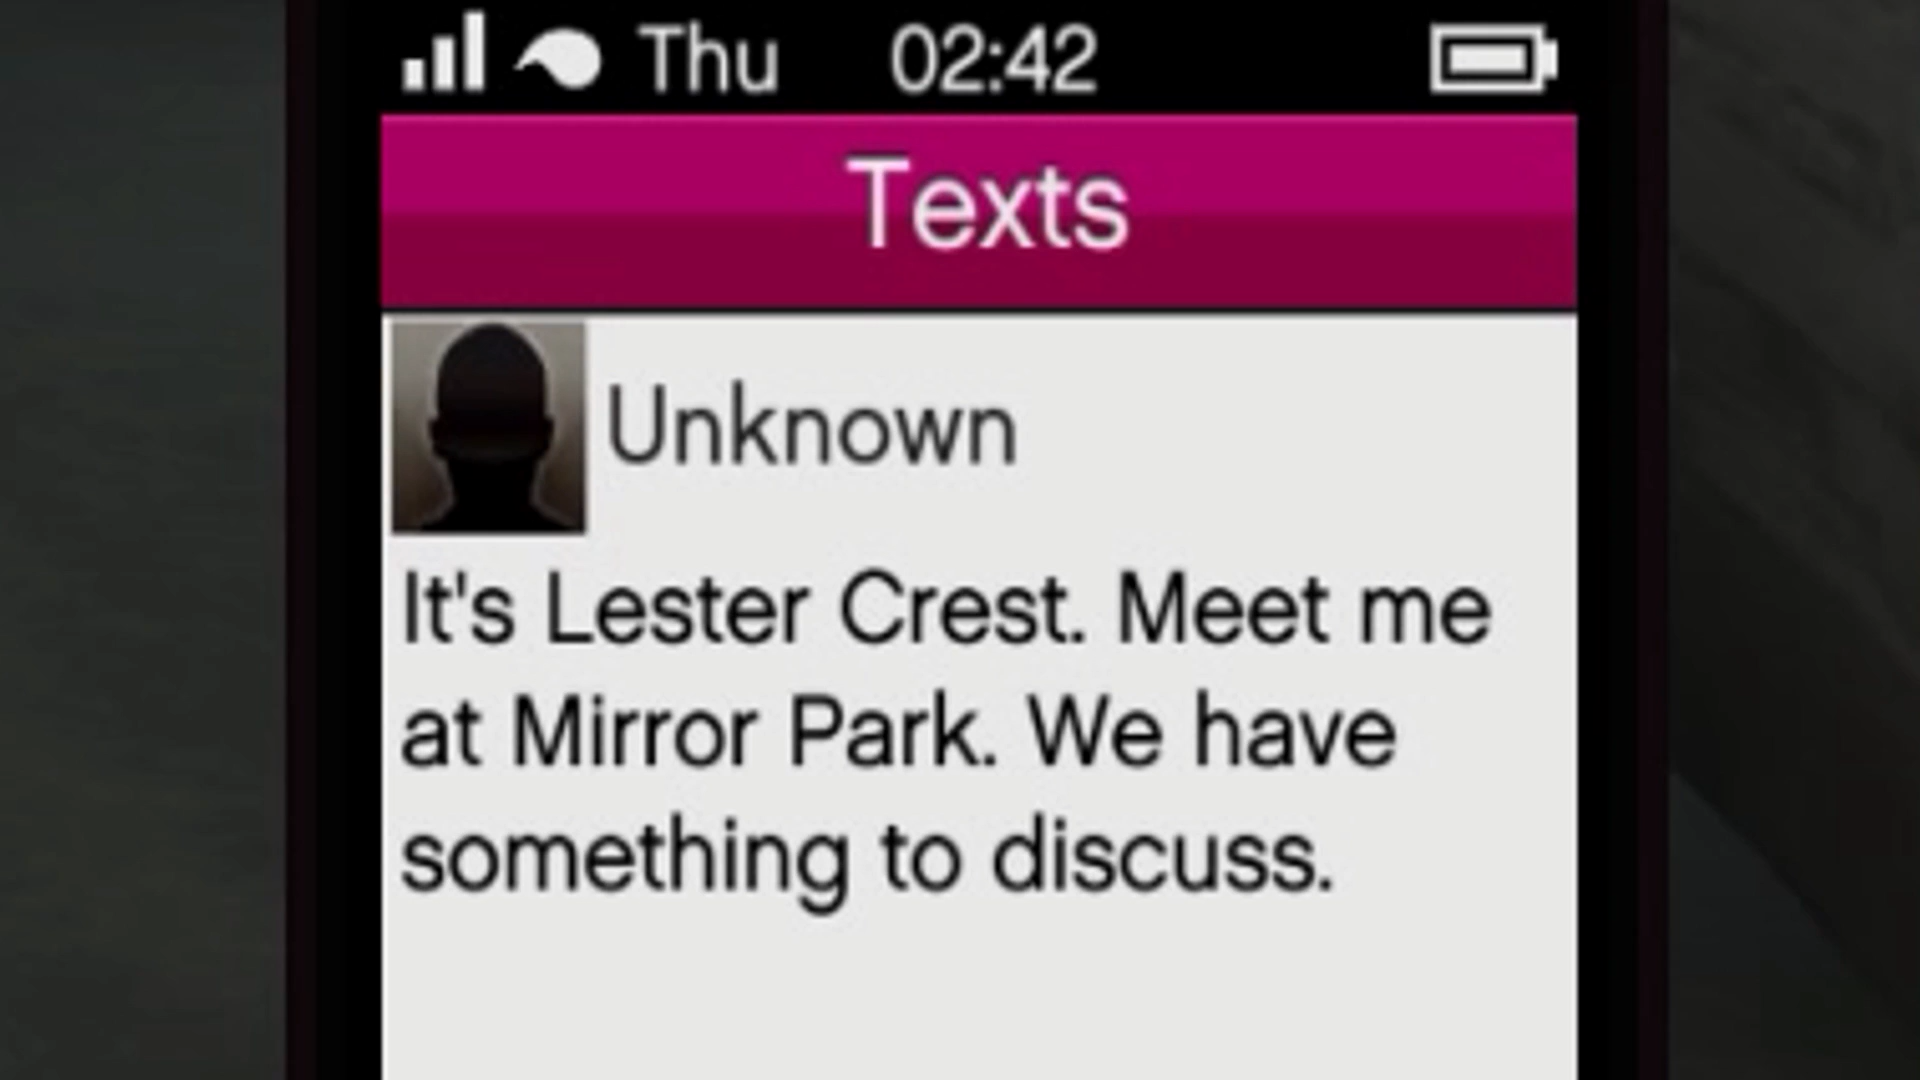 Thu 02:42
Texts
Unknown
It's Lester Crest. Meet me
at Mirror Park. We have
something to discuss.